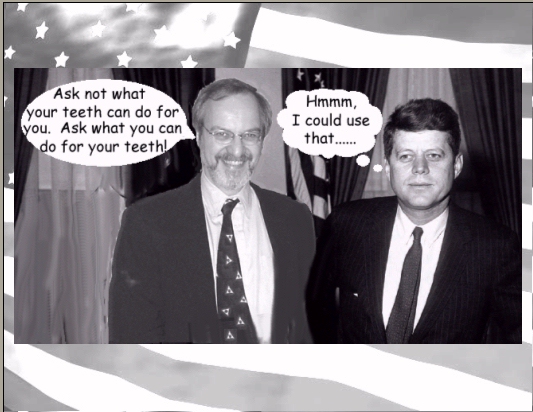 Ask not what
your teeth can do for
you. Ask what you can
do for your teeth!
Hmmm,
I could use
that......